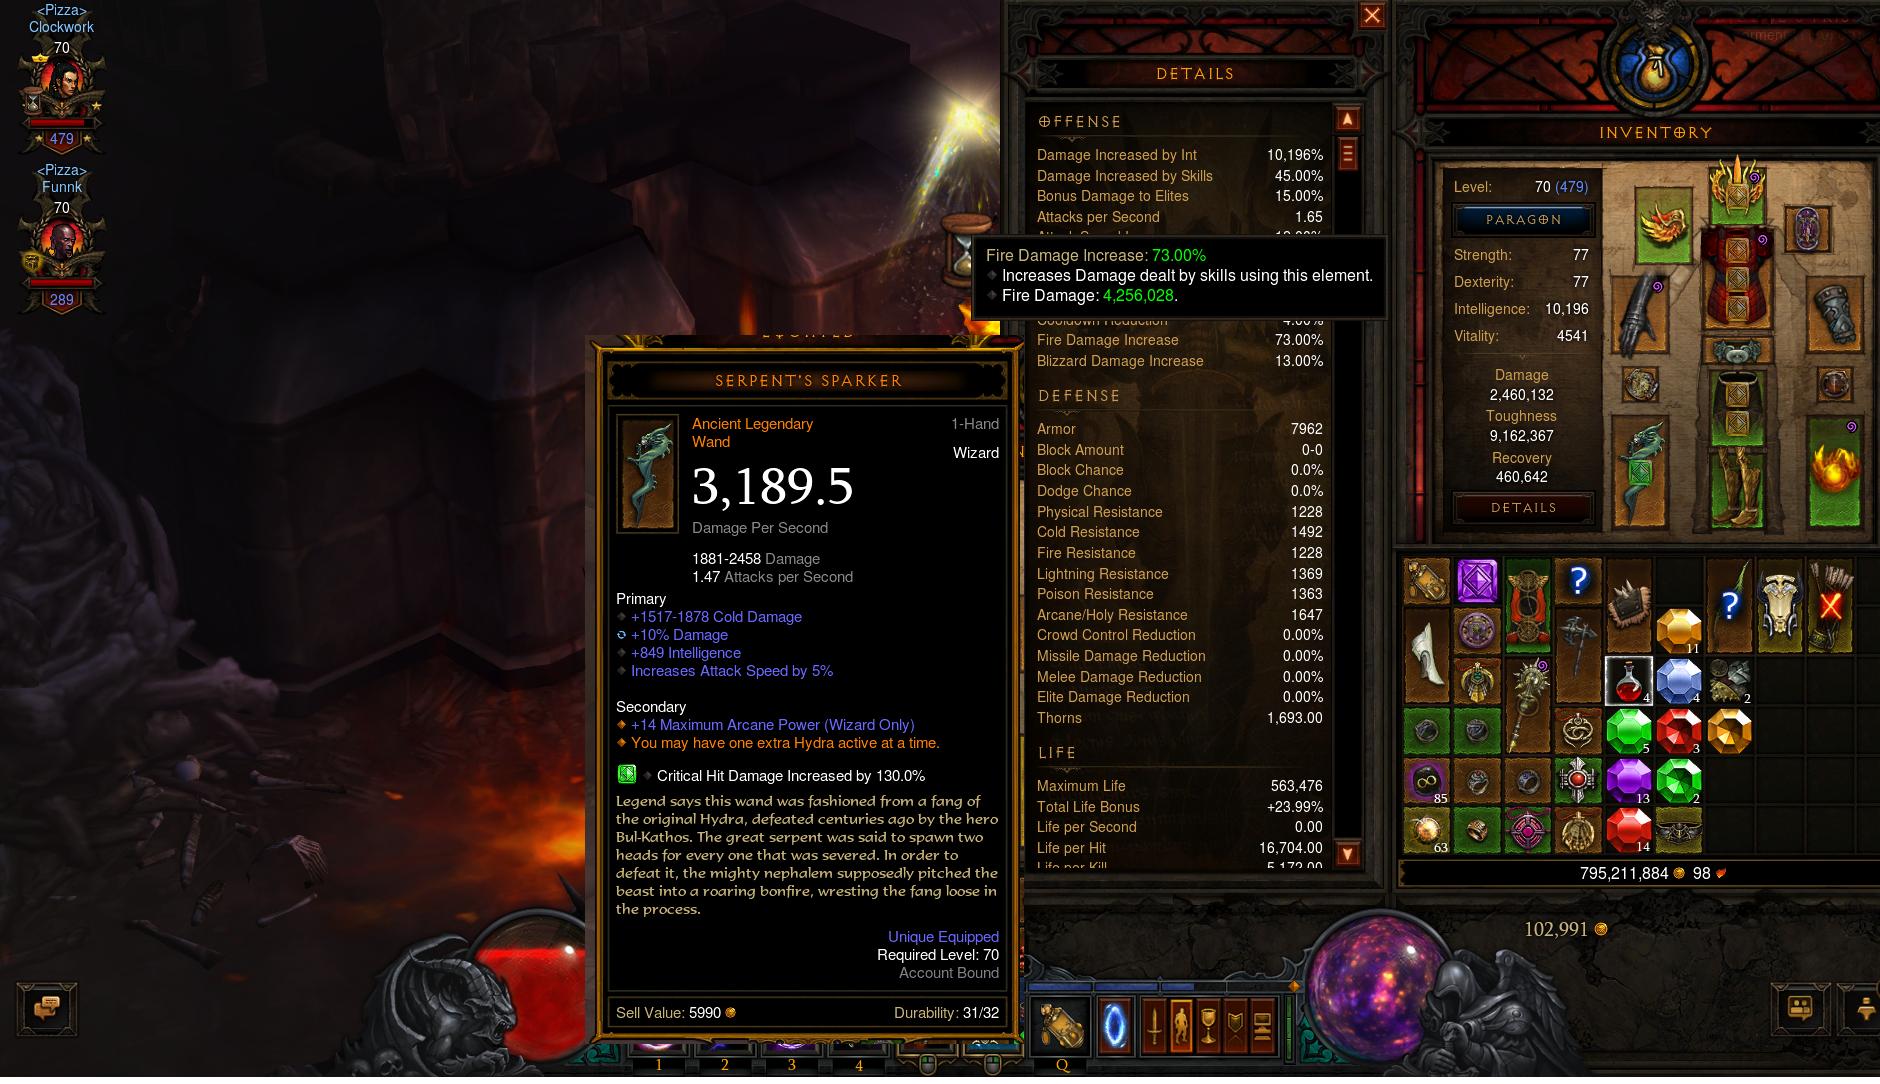 <Pizza>
Clockwork
70
479
<Pizza>
Funnk
70
289
SERPENT'S SPARKER
Ancient Legendary
Wand
1-Hand
Wizard
3,189.5
Damage Per Second
1881-2458 Damage
1.47 Attacks per Second
Primary
+1517-1878 Cold Damage
+10% Damage
+849 Intelligence
Increases Attack Speed by 5%
Secondary
+14 Maximum Arcane Power (Wizard Only)
You may have one extra Hydra active at a time.
Critical Hit Damage Increased by 130.0%
Legend says this wand was fashioned from a fang of
the original Hydra, defeated centuries ago by the hero
Bul-Kathos. The great serpent was said to spawn two
heads for every one that was severed. In order to
defeat it, the mighty nephalem supposedly pitched the
beast into a roaring bonfire, wresting the fang loose in
the process.
Unique Equipped
Required Level: 70
Account Bound
Sell Value: 5990
Durability: 31/32
1
2
3
4
Q
DETAILS
OFFENSE
Damage Increased by Int 10,196%
Damage Increased by Skills 45.00%
Bonus Damage to Elites 15.00%
Attacks per Second 1.65
Fire Damage Increase: 73.00%
Increases Damage dealt by skills using this element.
Fire Damage: 4,256,028.
Cooldown Reduction 4.00%
Fire Damage Increase 73.00%
Blizzard Damage Increase 13.00%
DEFENSE
Armor 7962
Block Amount 0-0
Block Chance 0.0%
Dodge Chance 0.0%
Physical Resistance 1228
Cold Resistance 1492
Fire Resistance 1228
Lightning Resistance 1369
Poison Resistance 1363
Arcane/Holy Resistance 1647
Crowd Control Reduction 0.00%
Missile Damage Reduction 0.00%
Melee Damage Reduction 0.00%
Elite Damage Reduction 0.00%
Thorns 1,693.00
LIFE
Maximum Life 563,476
Total Life Bonus +23.99%
Life per Second 0.00
Life per Hit 16,704.00
Life per Kill 5,172.00
INVENTORY
Level: 70 (479)
PARAGON
Strength: 77
Dexterity: 77
Intelligence: 10,196
Vitality: 4541
Damage
2,460,132
Toughness
9,162,367
Recovery
460,642
DETAILS
?
?
11
4
4
2
5
3
85
13
2
63
14
795,211,884 98
102,991